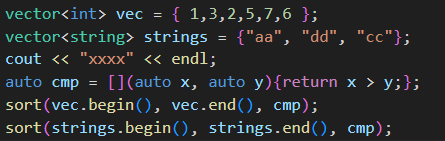 vector<int> vec = { 1,3,2,5,7,6 };
vector<string> strings = {"aa", "dd", "cc"};
cout << "xxxx" << endl;
auto cmp = [](auto x, auto y){return x > y;};
sort(vec.begin(), vec.end(), cmp);
sort(strings.begin(), strings.end(), cmp);